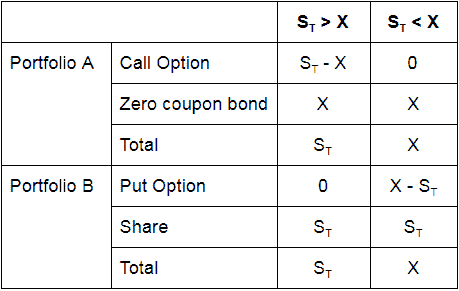 S_T > X S_T < X
Portfolio A Call Option S_T - X 0
Zero coupon bond X X
Total S_T X
Portfolio B Put Option 0 X - S_T
Share S_T S_T
Total S_T X